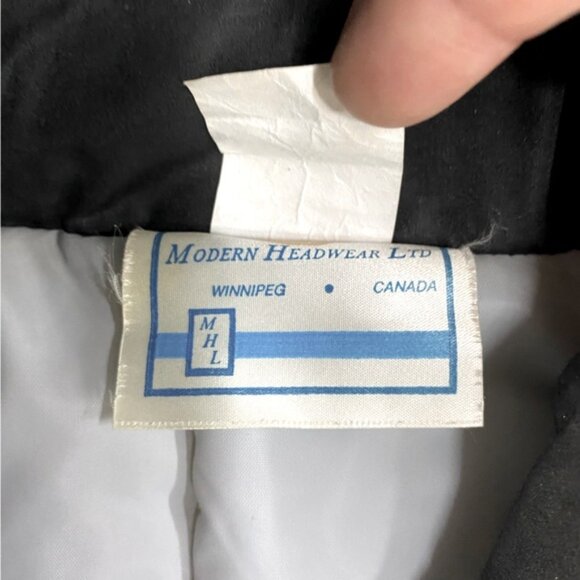 MODERN HEADWEAR LTD
WINNIPEG • CANADA
M
H
L